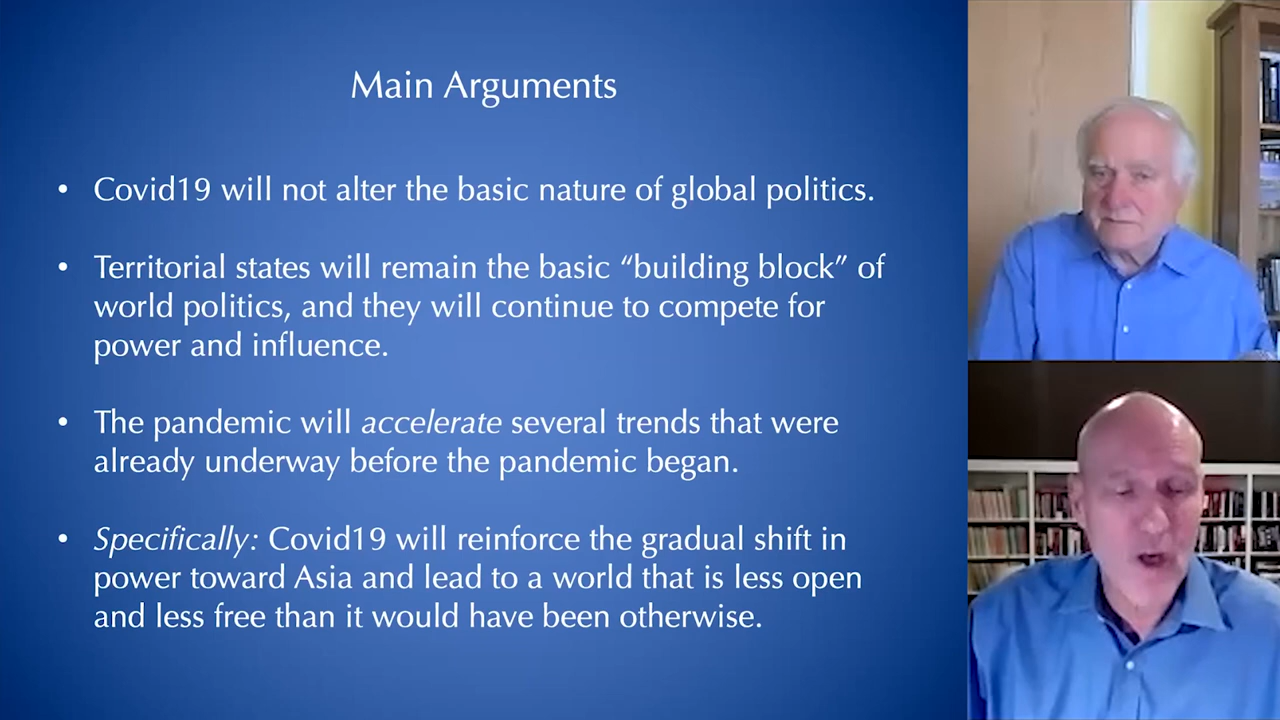 Main Arguments
• Covid19 will not alter the basic nature of global politics.
• Territorial states will remain the basic “building block” of
world politics, and they will continue to compete for
power and influence.
• The pandemic will accelerate several trends that were
already underway before the pandemic began.
• Specifically: Covid19 will reinforce the gradual shift in
power toward Asia and lead to a world that is less open
and less free than it would have been otherwise.